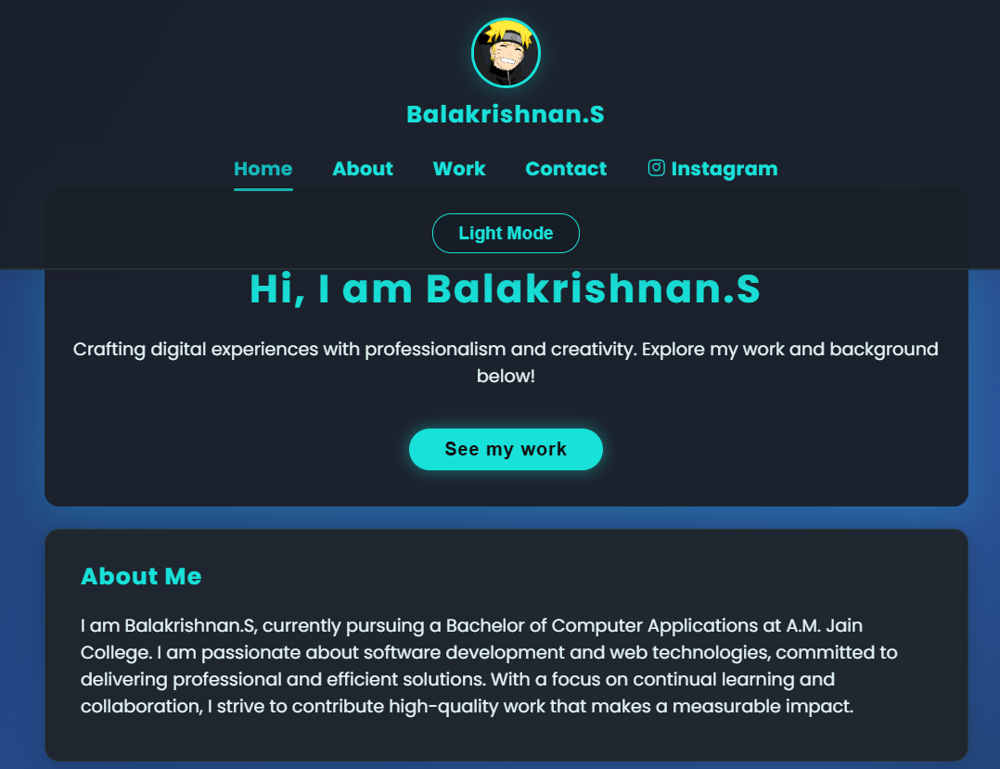 Balakrishnan.S
Home About Work Contact Instagram
Light Mode
Hi, I am Balakrishnan.S
Crafting digital experiences with professionalism and creativity. Explore my work and background
below!
See my work
About Me
I am Balakrishnan.S, currently pursuing a Bachelor of Computer Applications at A.M. Jain
College. I am passionate about software development and web technologies, committed to
delivering professional and efficient solutions. With a focus on continual learning and
collaboration, I strive to contribute high-quality work that makes a measurable impact.